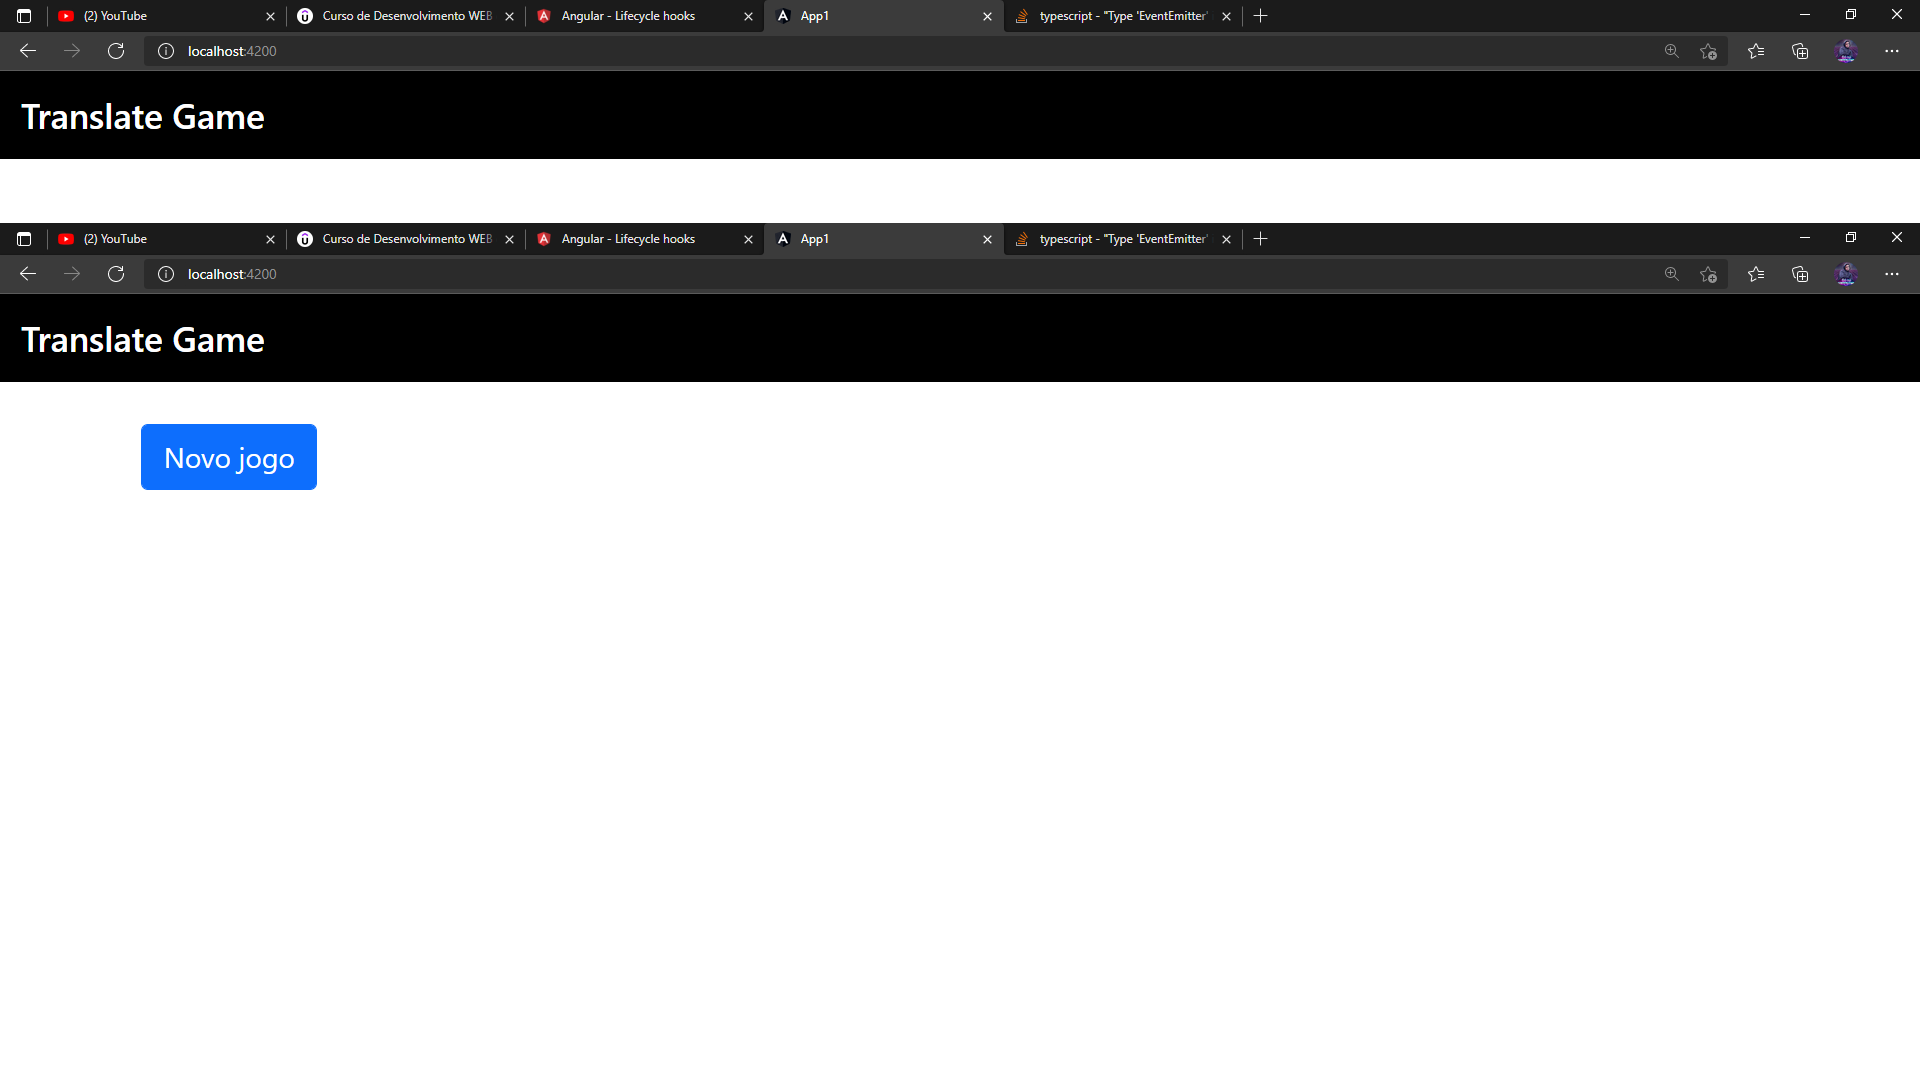 (2) YouTube
Curso de Desenvolvimento WEB
Angular - Lifecycle hooks
App1
typescript - "Type 'EventEmitter'
localhost:4200
Translate Game
(2) YouTube
Curso de Desenvolvimento WEB
Angular - Lifecycle hooks
App1
typescript - "Type 'EventEmitter'
localhost:4200
Translate Game
Novo jogo